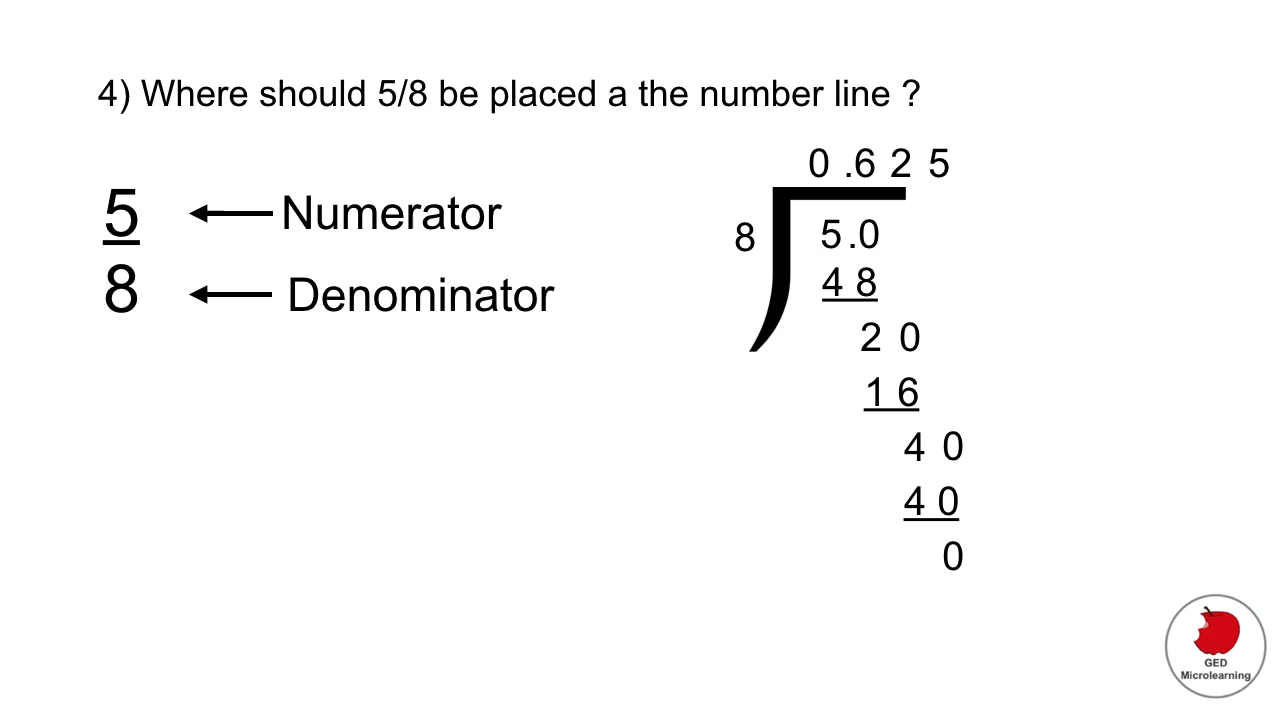 4) Where should 5/8 be placed a the number line ?
5
Numerator
8
Denominator
0 .6 2 5
8
5.0
4 8
2 0
1 6
4 0
4 0
0
GED
Microlearning